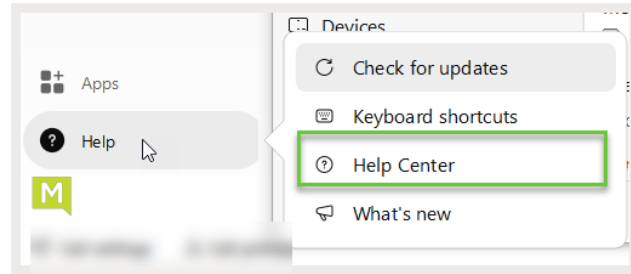 Devices
Check for updates
Apps
Keyboard shortcuts
Help
Help Center
M
What's new